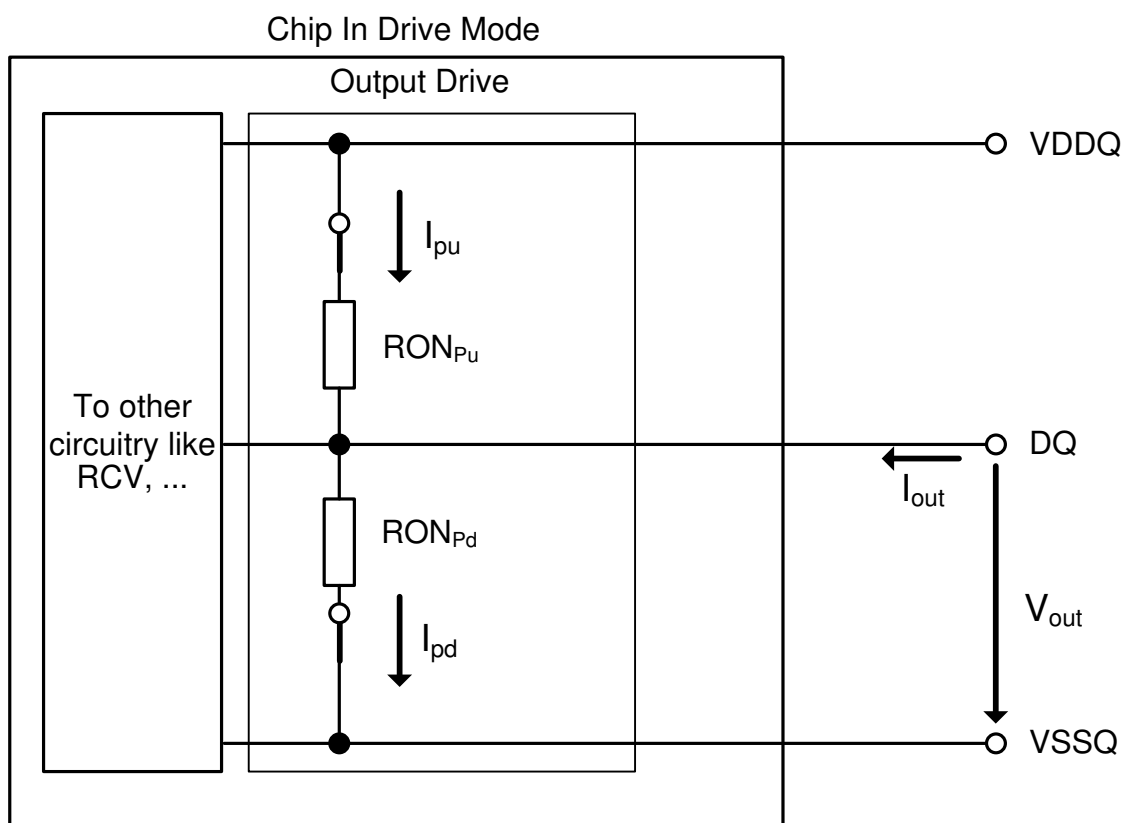 Chip In Drive Mode
Output Drive
VDDQ
Ipu
RONPu
To other
circuitry like
RCV, ...
DQ
Iout
RONPd
Ipd
Vout
VSSQ